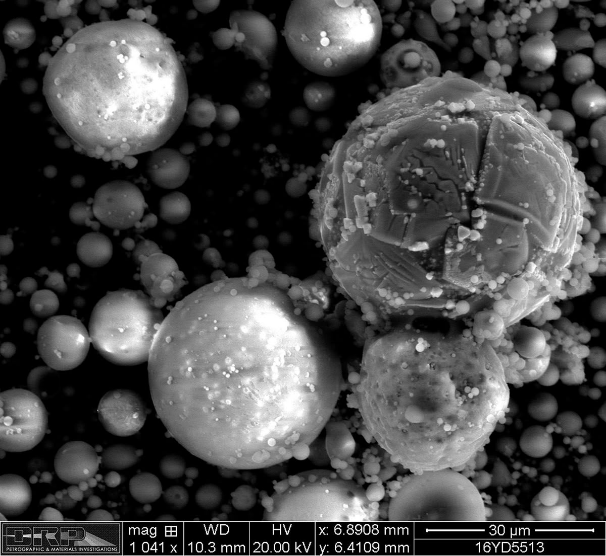 DRP
PETROGRAPHIC & MATERIALS INVESTIGATIONS
mag
1 041 x
WD
10.3 mm
HV
20.00 kV
x: 6.8908 mm
y: 6.4109 mm
30 µm
16YD5513